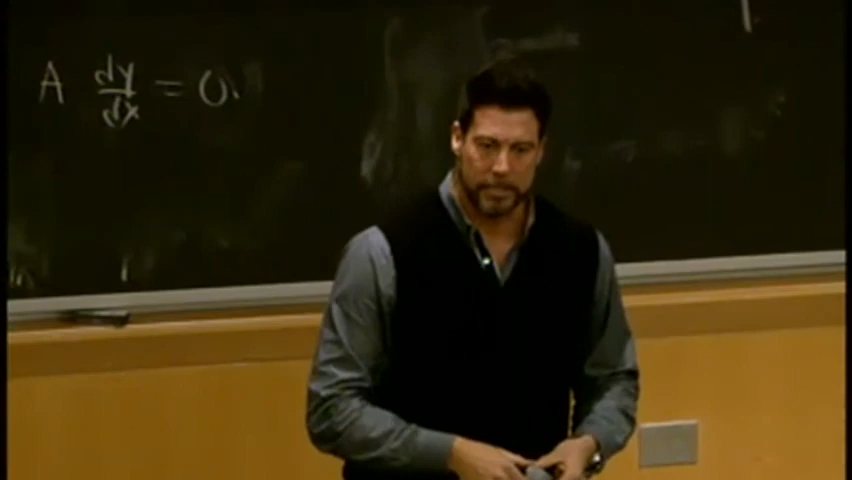 A dy/dx = 0.